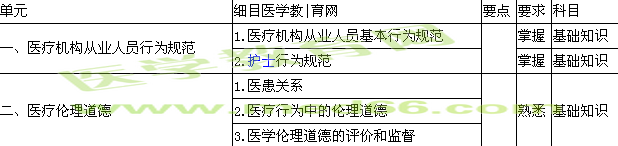 单元 细目医学教|育网 要点 要求 科目
一、医疗机构从业人员行为规范 1.医疗机构从业人员基本行为规范 掌握 基础知识
2.护士行为规范 掌握 基础知识
二、医疗伦理道德 1.医患关系 熟悉 基础知识
2.医疗行为中的伦理道德
3.医学伦理道德的评价和监督